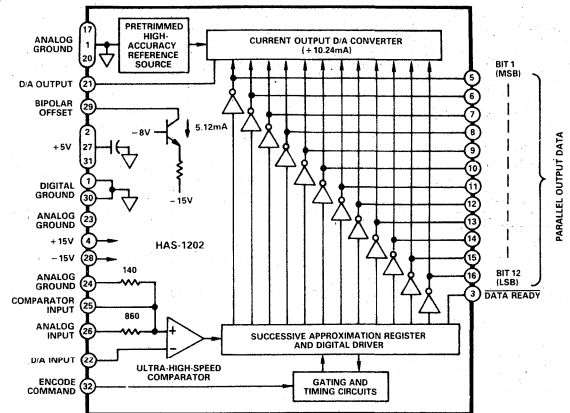 17
ANALOG GROUND
1
20
PRETRIMMED HIGH-ACCURACY REFERENCE SOURCE
CURRENT OUTPUT D/A CONVERTER
(+10.24mA)
D/A OUTPUT 21
BIPOLAR OFFSET 29
-8V
5.12mA
-15V
2
+5V 27
31
1
DIGITAL GROUND
30
ANALOG GROUND 23
+15V 4
-15V 28
HAS-1202
ANALOG GROUND 24
140
COMPARATOR INPUT 25
ANALOG INPUT 26
860
+
-
D/A INPUT 22
ULTRA-HIGH-SPEED COMPARATOR
ENCODE COMMAND 32
SUCCESSIVE APPROXIMATION REGISTER AND DIGITAL DRIVER
GATING AND TIMING CIRCUITS
5 BIT 1 (MSB)
6
7
8
9
10
11
12
13
14
15
16 BIT 12 (LSB)
3 DATA READY
PARALLEL OUTPUT DATA